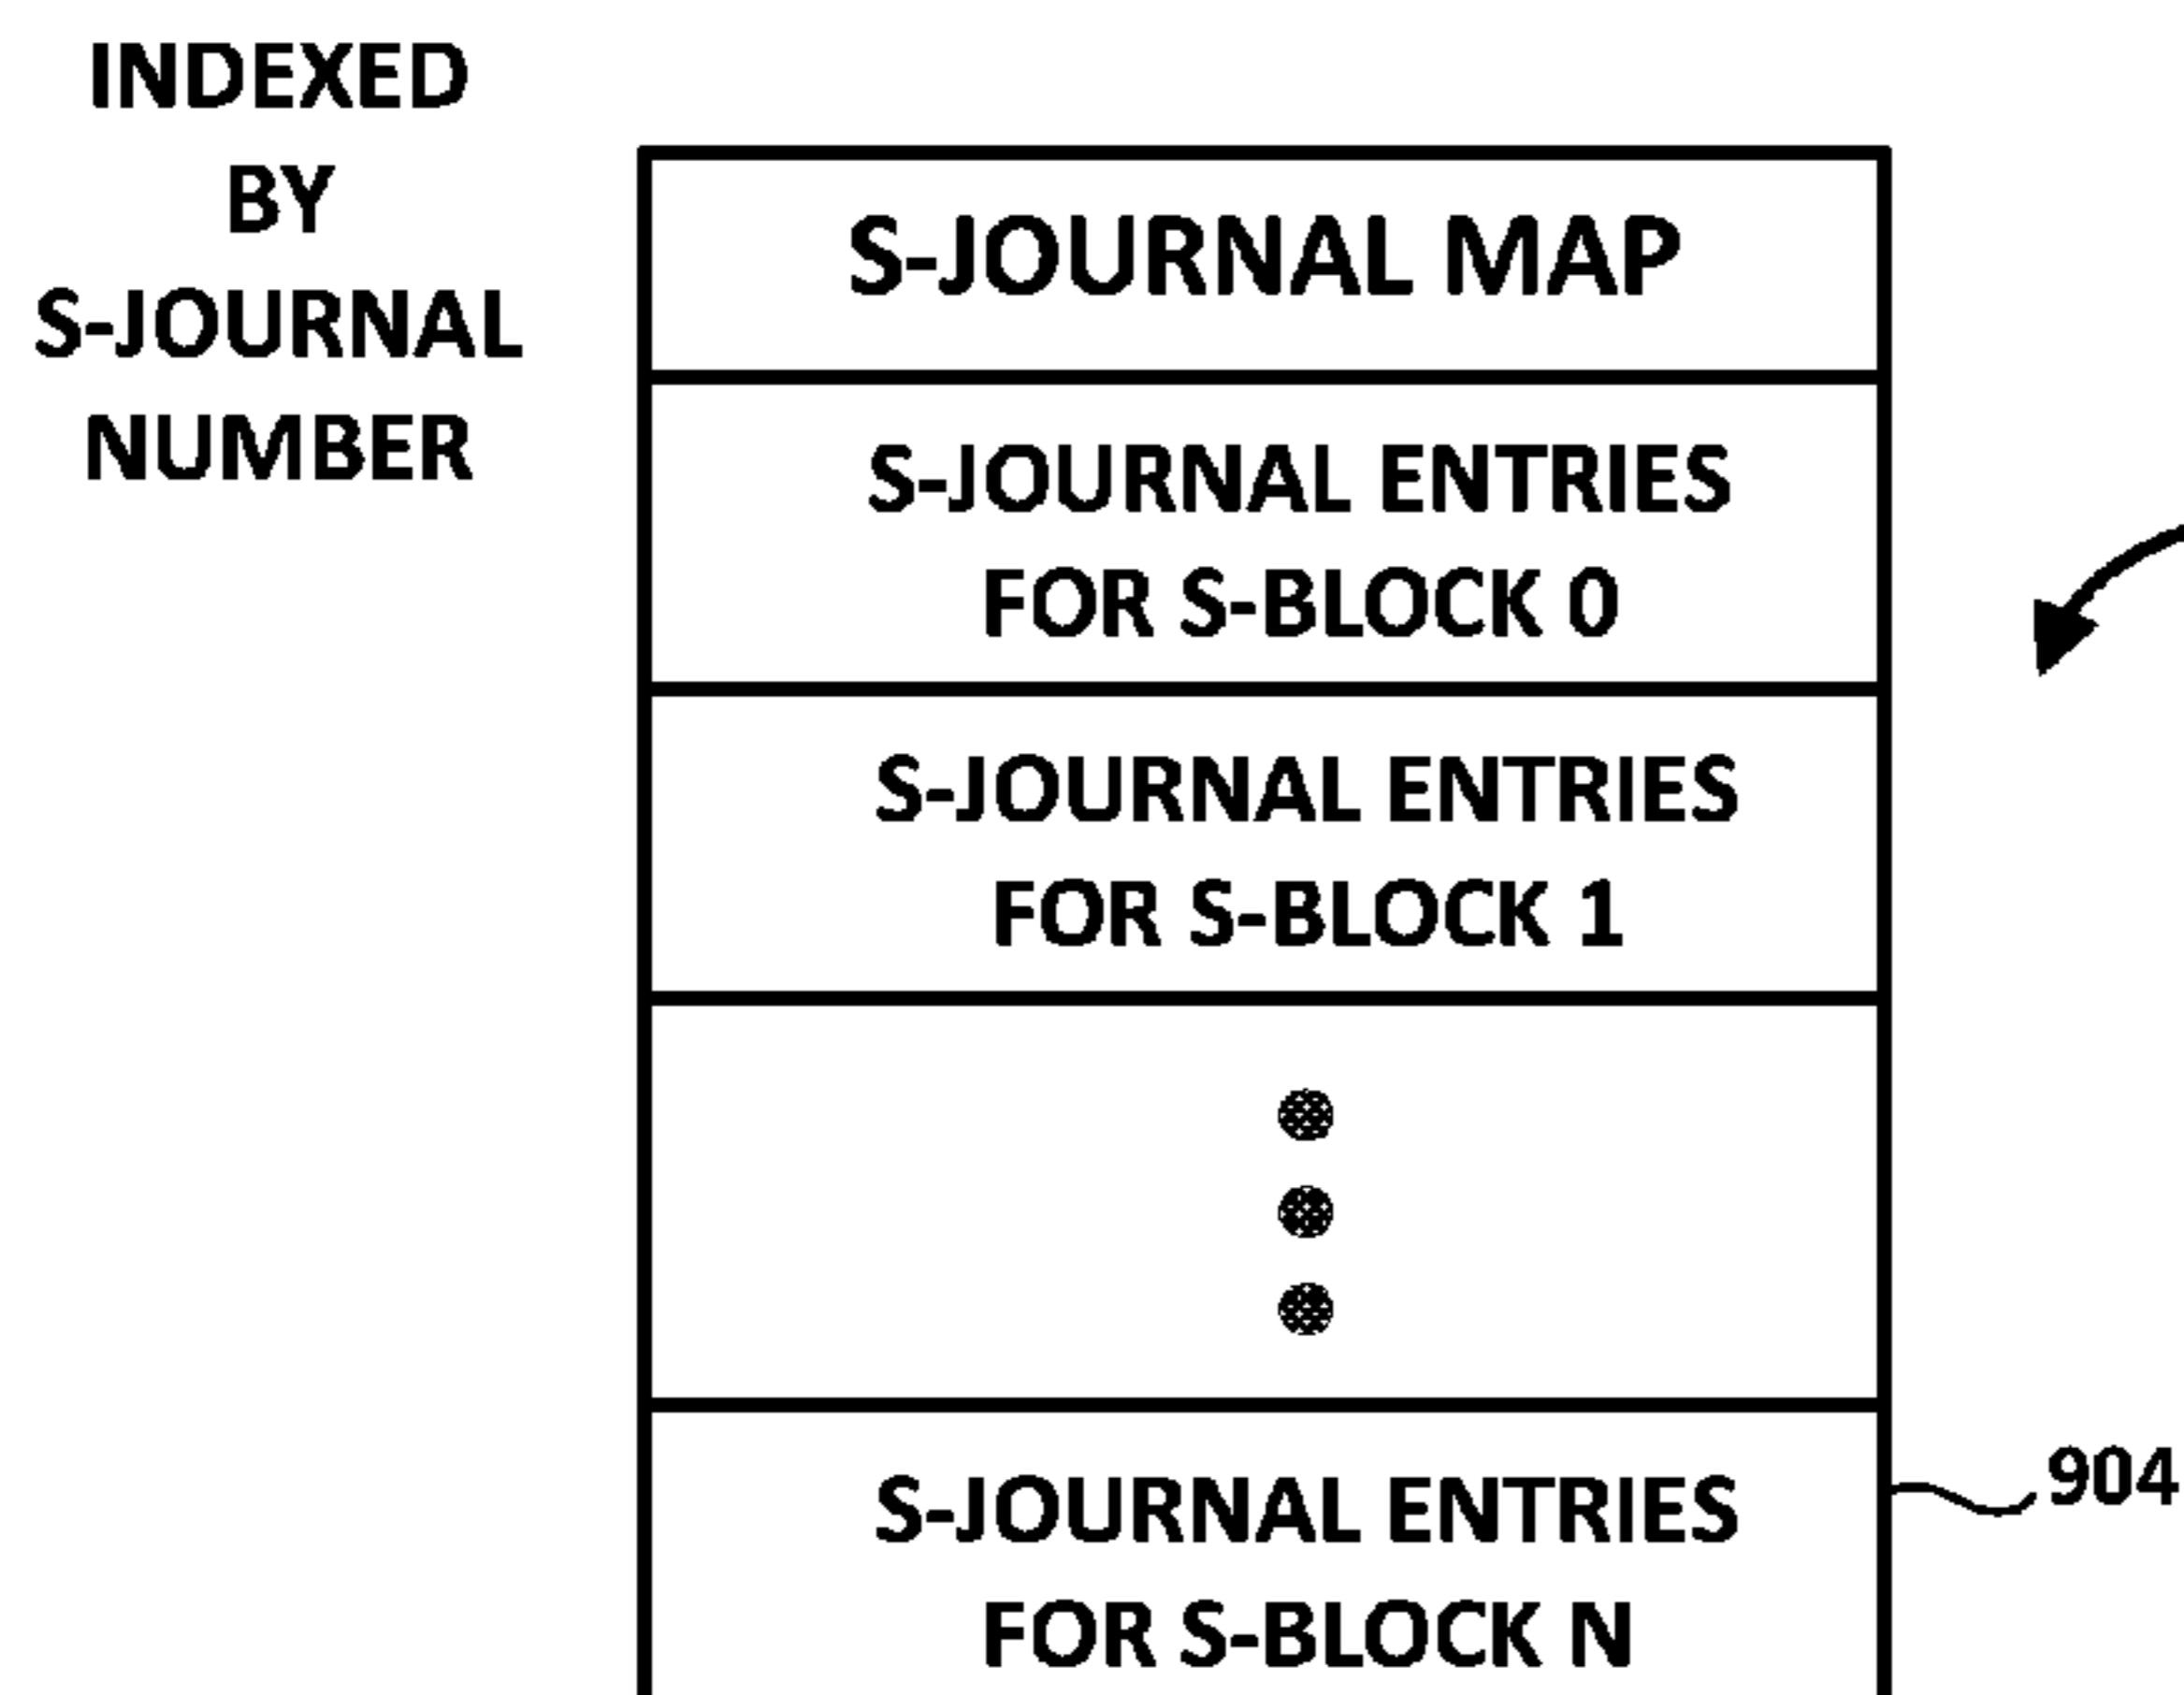 INDEXED
BY
S-JOURNAL
NUMBER
S-JOURNAL MAP
S-JOURNAL ENTRIES
FOR S-BLOCK 0
S-JOURNAL ENTRIES
FOR S-BLOCK 1
S-JOURNAL ENTRIES
FOR S-BLOCK N
904